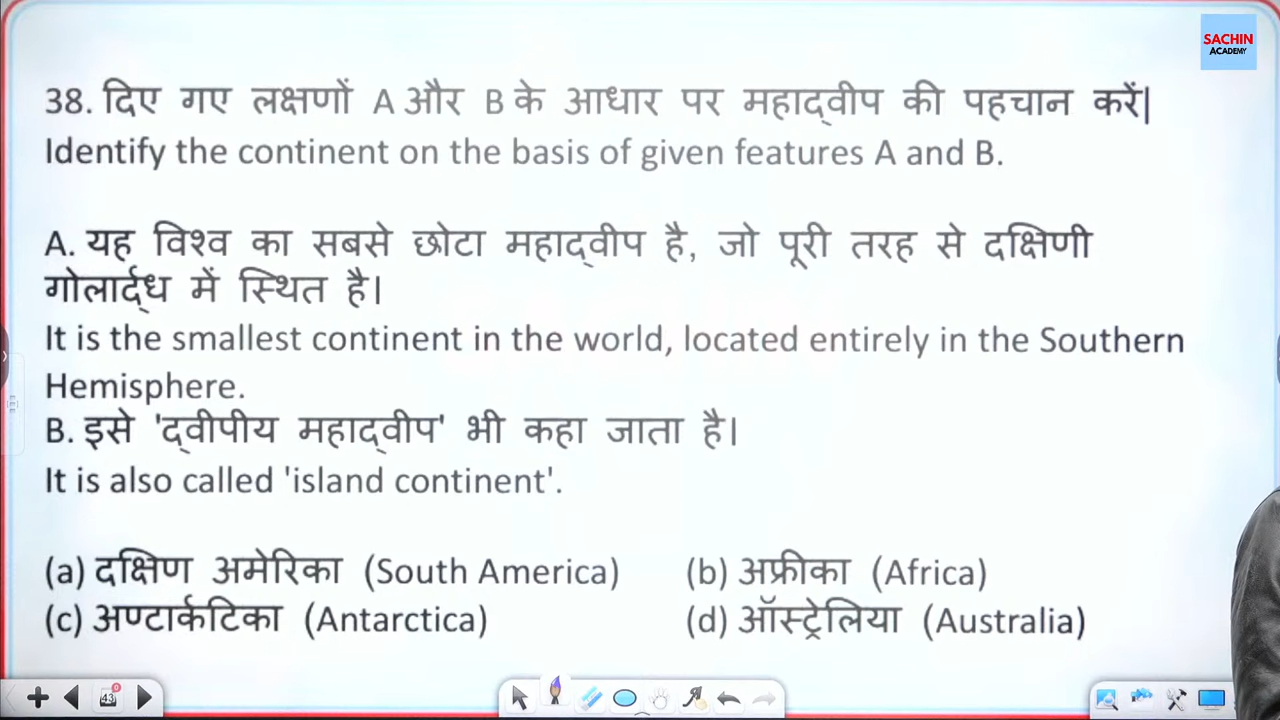 SACHIN
ACADEMY
38. दिए गए लक्षणों A और B के आधार पर महाद्वीप की पहचान करें|
Identify the continent on the basis of given features A and B.
A. यह विश्व का सबसे छोटा महाद्वीप है, जो पूरी तरह से दक्षिणी
गोलार्द्ध में स्थित है।
It is the smallest continent in the world, located entirely in the Southern
Hemisphere.
B. इसे 'द्वीपीय महाद्वीप' भी कहा जाता है।
It is also called 'island continent'.
(a) दक्षिण अमेरिका (South America) (b) अफ्रीका (Africa)
(c) अण्टार्कटिका (Antarctica) (d) ऑस्ट्रेलिया (Australia)
43